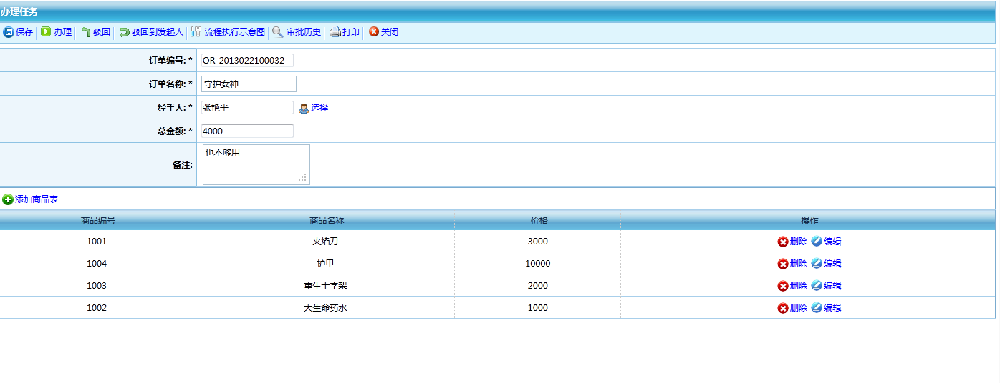 办理任务
保存 办理 驳回 驳回到发起人 流程执行示意图 审批历史 打印 关闭
订单编号: * OR-2013022100032
订单名称: * 守护女神
经手人: * 张艳平 选择
总金额: * 4000
备注: 也不够用
添加商品表
商品编号 商品名称 价格 操作
1001 火焰刀 3000 删除 编辑
1004 护甲 10000 删除 编辑
1003 重生十字架 2000 删除 编辑
1002 大生命药水 1000 删除 编辑